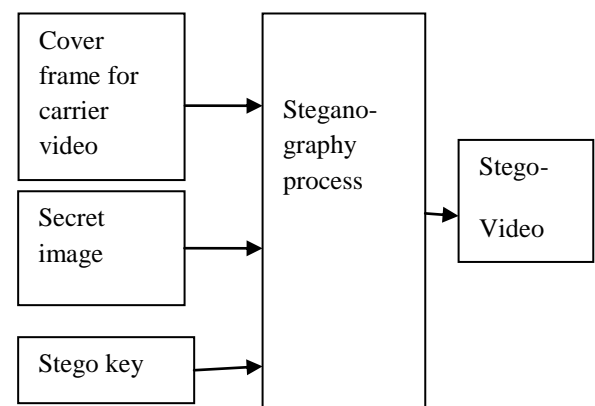 Cover
frame for
carrier
video
Secret
image
Stego key
Stegano-
graphy
process
Stego-
Video